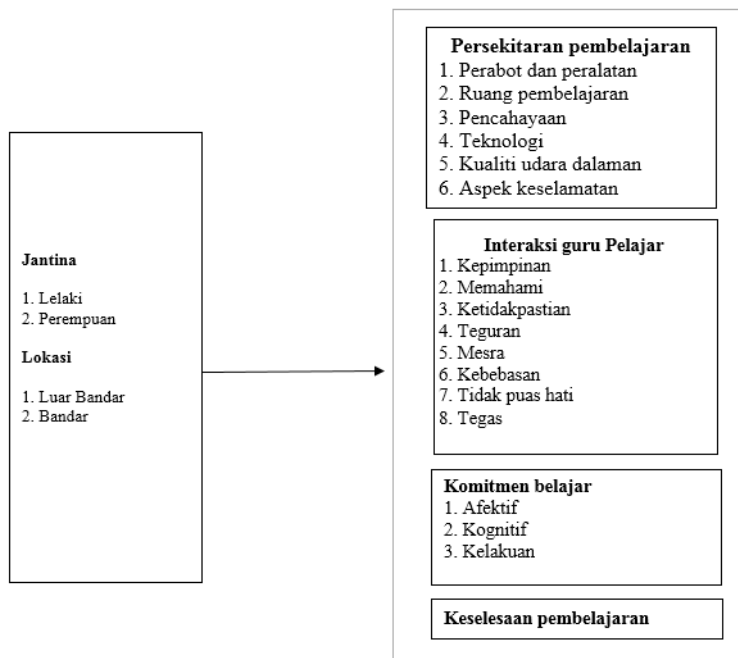 Jantina
1. Lelaki
2. Perempuan
Lokasi
1. Luar Bandar
2. Bandar
Persekitaran pembelajaran
1. Perabot dan peralatan
2. Ruang pembelajaran
3. Pencahayaan
4. Teknologi
5. Kualiti udara dalaman
6. Aspek keselamatan
Interaksi guru Pelajar
1. Kepimpinan
2. Memahami
3. Ketidakpastian
4. Teguran
5. Mesra
6. Kebebasan
7. Tidak puas hati
8. Tegas
Komitmen belajar
1. Afektif
2. Kognitif
3. Kelakuan
Keselesaan pembelajaran